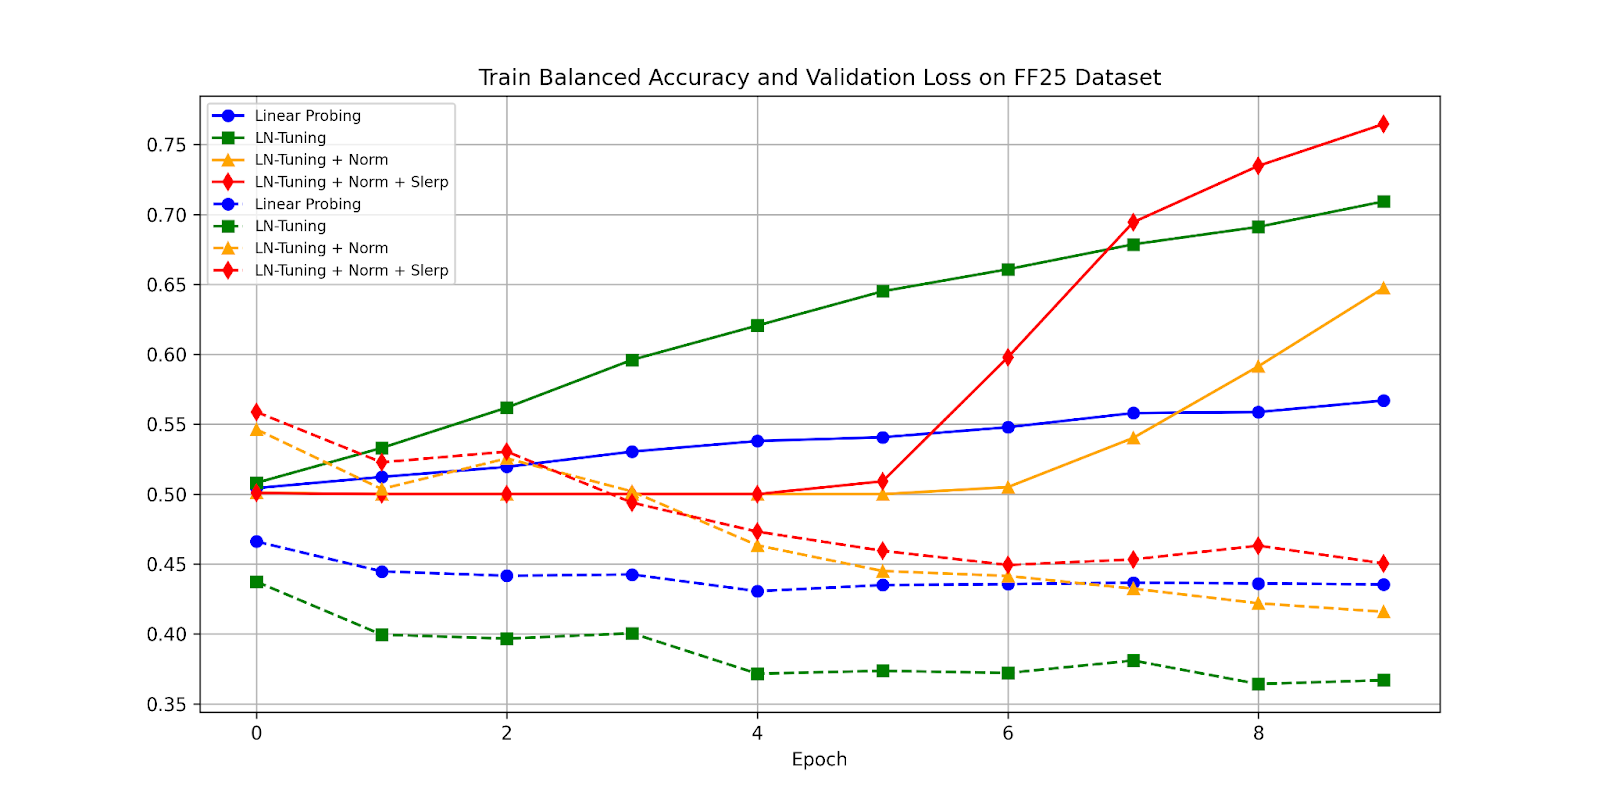 Train Balanced Accuracy and Validation Loss on FF25 Dataset
Linear Probing
LN-Tuning
LN-Tuning + Norm
LN-Tuning + Norm + Slerp
Linear Probing
LN-Tuning
LN-Tuning + Norm
LN-Tuning + Norm + Slerp
0.75
0.70
0.65
0.60
0.55
0.50
0.45
0.40
0.35
0 2 4 6 8
Epoch